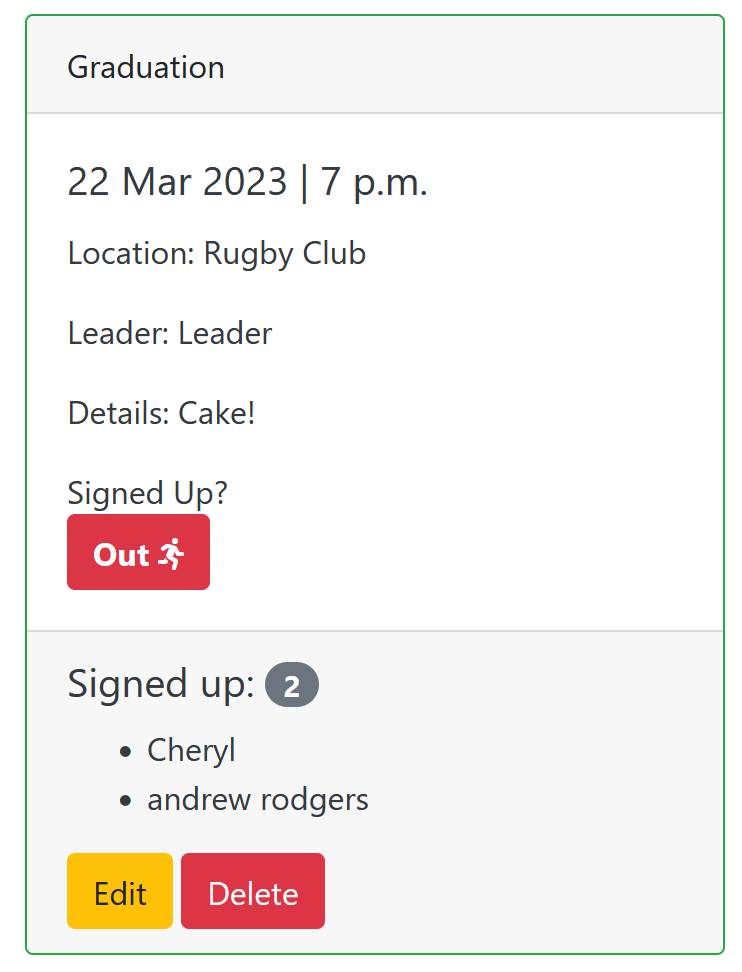 Graduation
22 Mar 2023 | 7 p.m.
Location: Rugby Club
Leader: Leader
Details: Cake!
Signed Up?
Out
Signed up: 2
Cheryl
andrew rodgers
Edit Delete